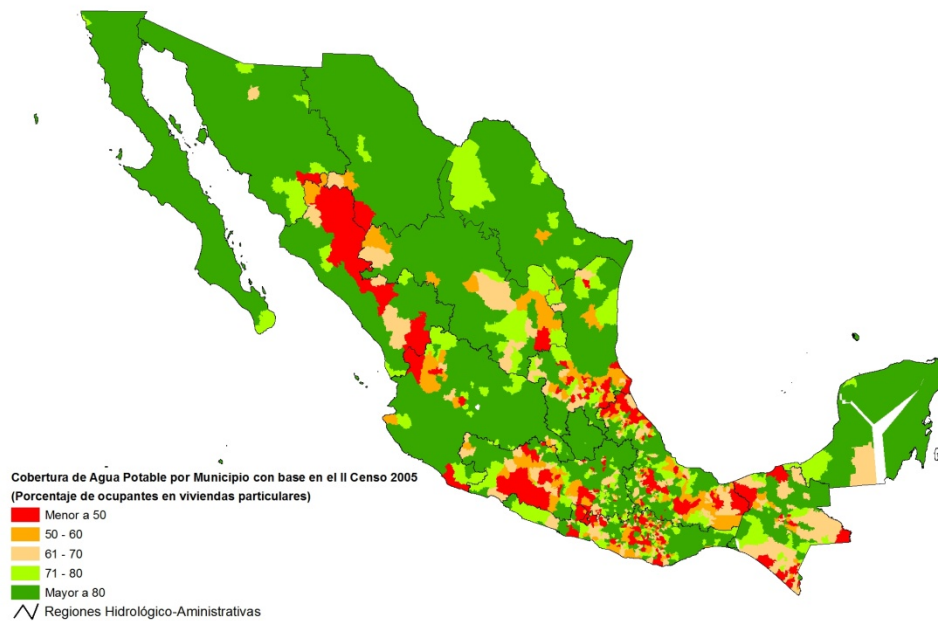 Cobertura de Agua Potable por Municipio con base en el II Censo 2005
(Porcentaje de ocupantes en viviendas particulares)
Menor a 50
50 - 60
61 - 70
71 - 80
Mayor a 80
Regiones Hidrológico-Aministrativas